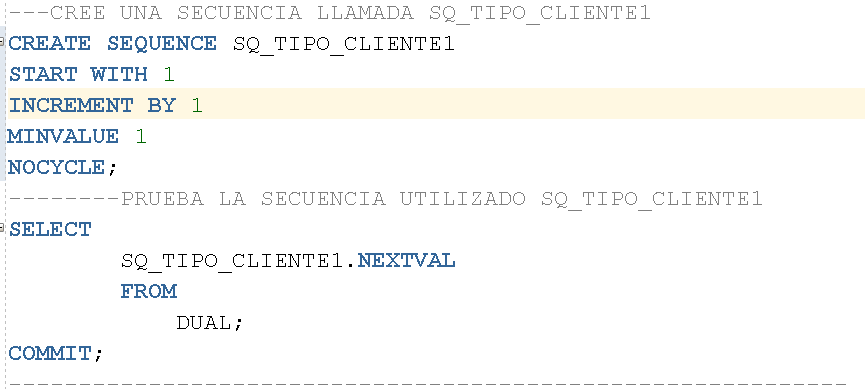 ---CREE UNA SECUENCIA LLAMADA SQ_TIPO_CLIENTE1
CREATE SEQUENCE SQ_TIPO_CLIENTE1
START WITH 1
INCREMENT BY 1
MINVALUE 1
NOCYCLE;
--------PRUEBA LA SECUENCIA UTILIZADO SQ_TIPO_CLIENTE1
SELECT
        SQ_TIPO_CLIENTE1.NEXTVAL
        FROM
            DUAL;
COMMIT;
------------------------------------------------------------